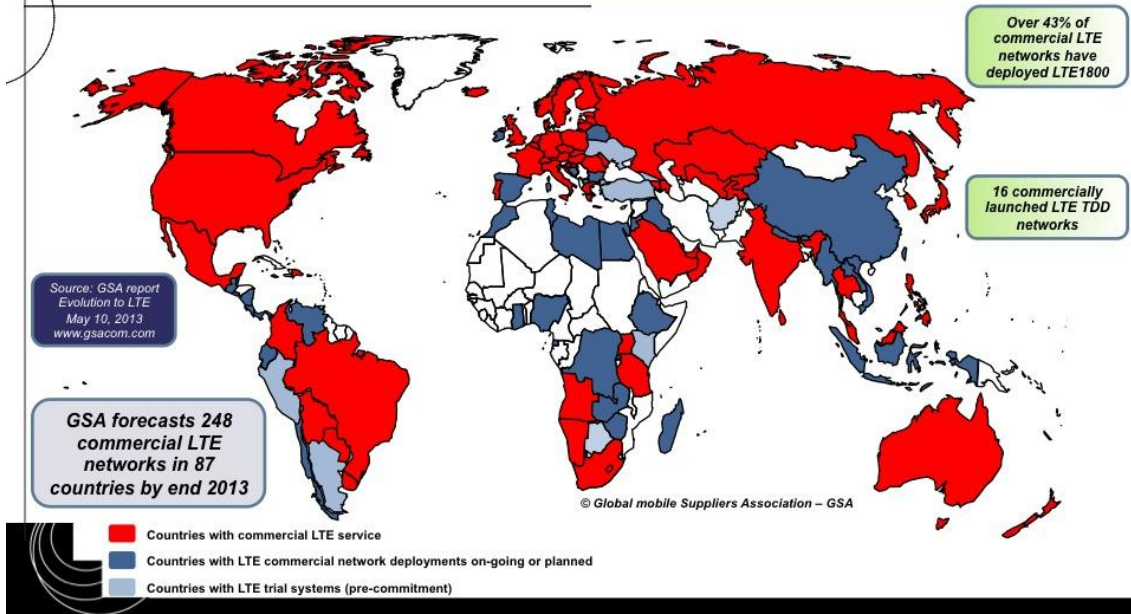 Over 43% of
commercial LTE
networks have
deployed LTE1800
16 commercially
launched LTE TDD
networks
Source: GSA report
Evolution to LTE
May 10, 2013
www.gsacom.com
GSA forecasts 248
commercial LTE
networks in 87
countries by end 2013
© Global mobile Suppliers Association – GSA
Countries with commercial LTE service
Countries with LTE commercial network deployments on-going or planned
Countries with LTE trial systems (pre-commitment)